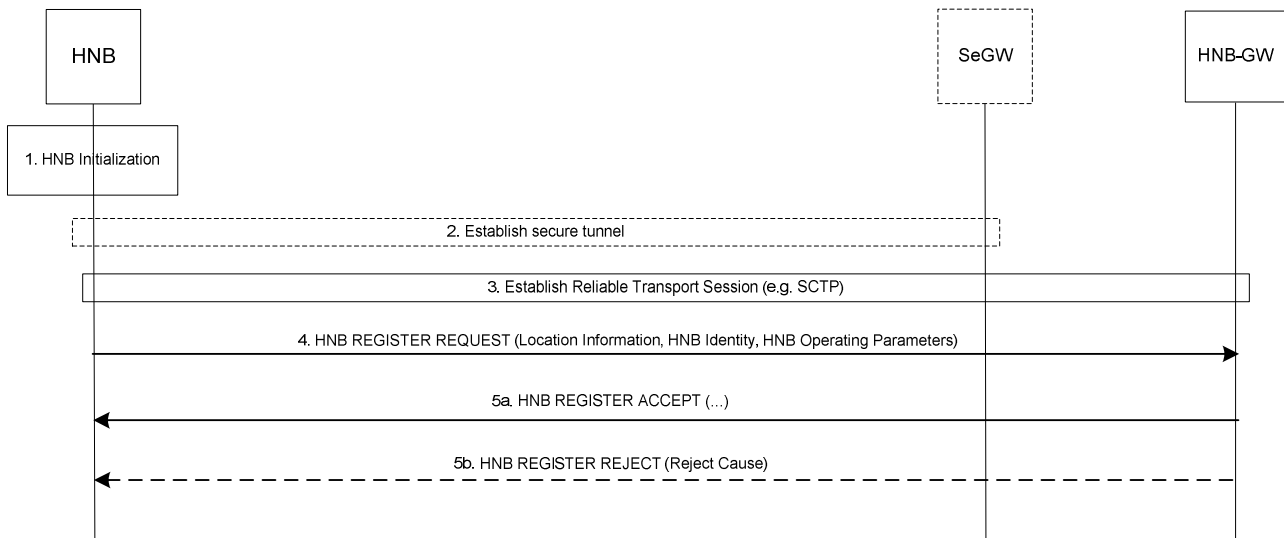 HNB
SeGW
HNB-GW
1. HNB Initialization
2. Establish secure tunnel
3. Establish Reliable Transport Session (e.g. SCTP)
4. HNB REGISTER REQUEST (Location Information, HNB Identity, HNB Operating Parameters)
5a. HNB REGISTER ACCEPT (...)
5b. HNB REGISTER REJECT (Reject Cause)